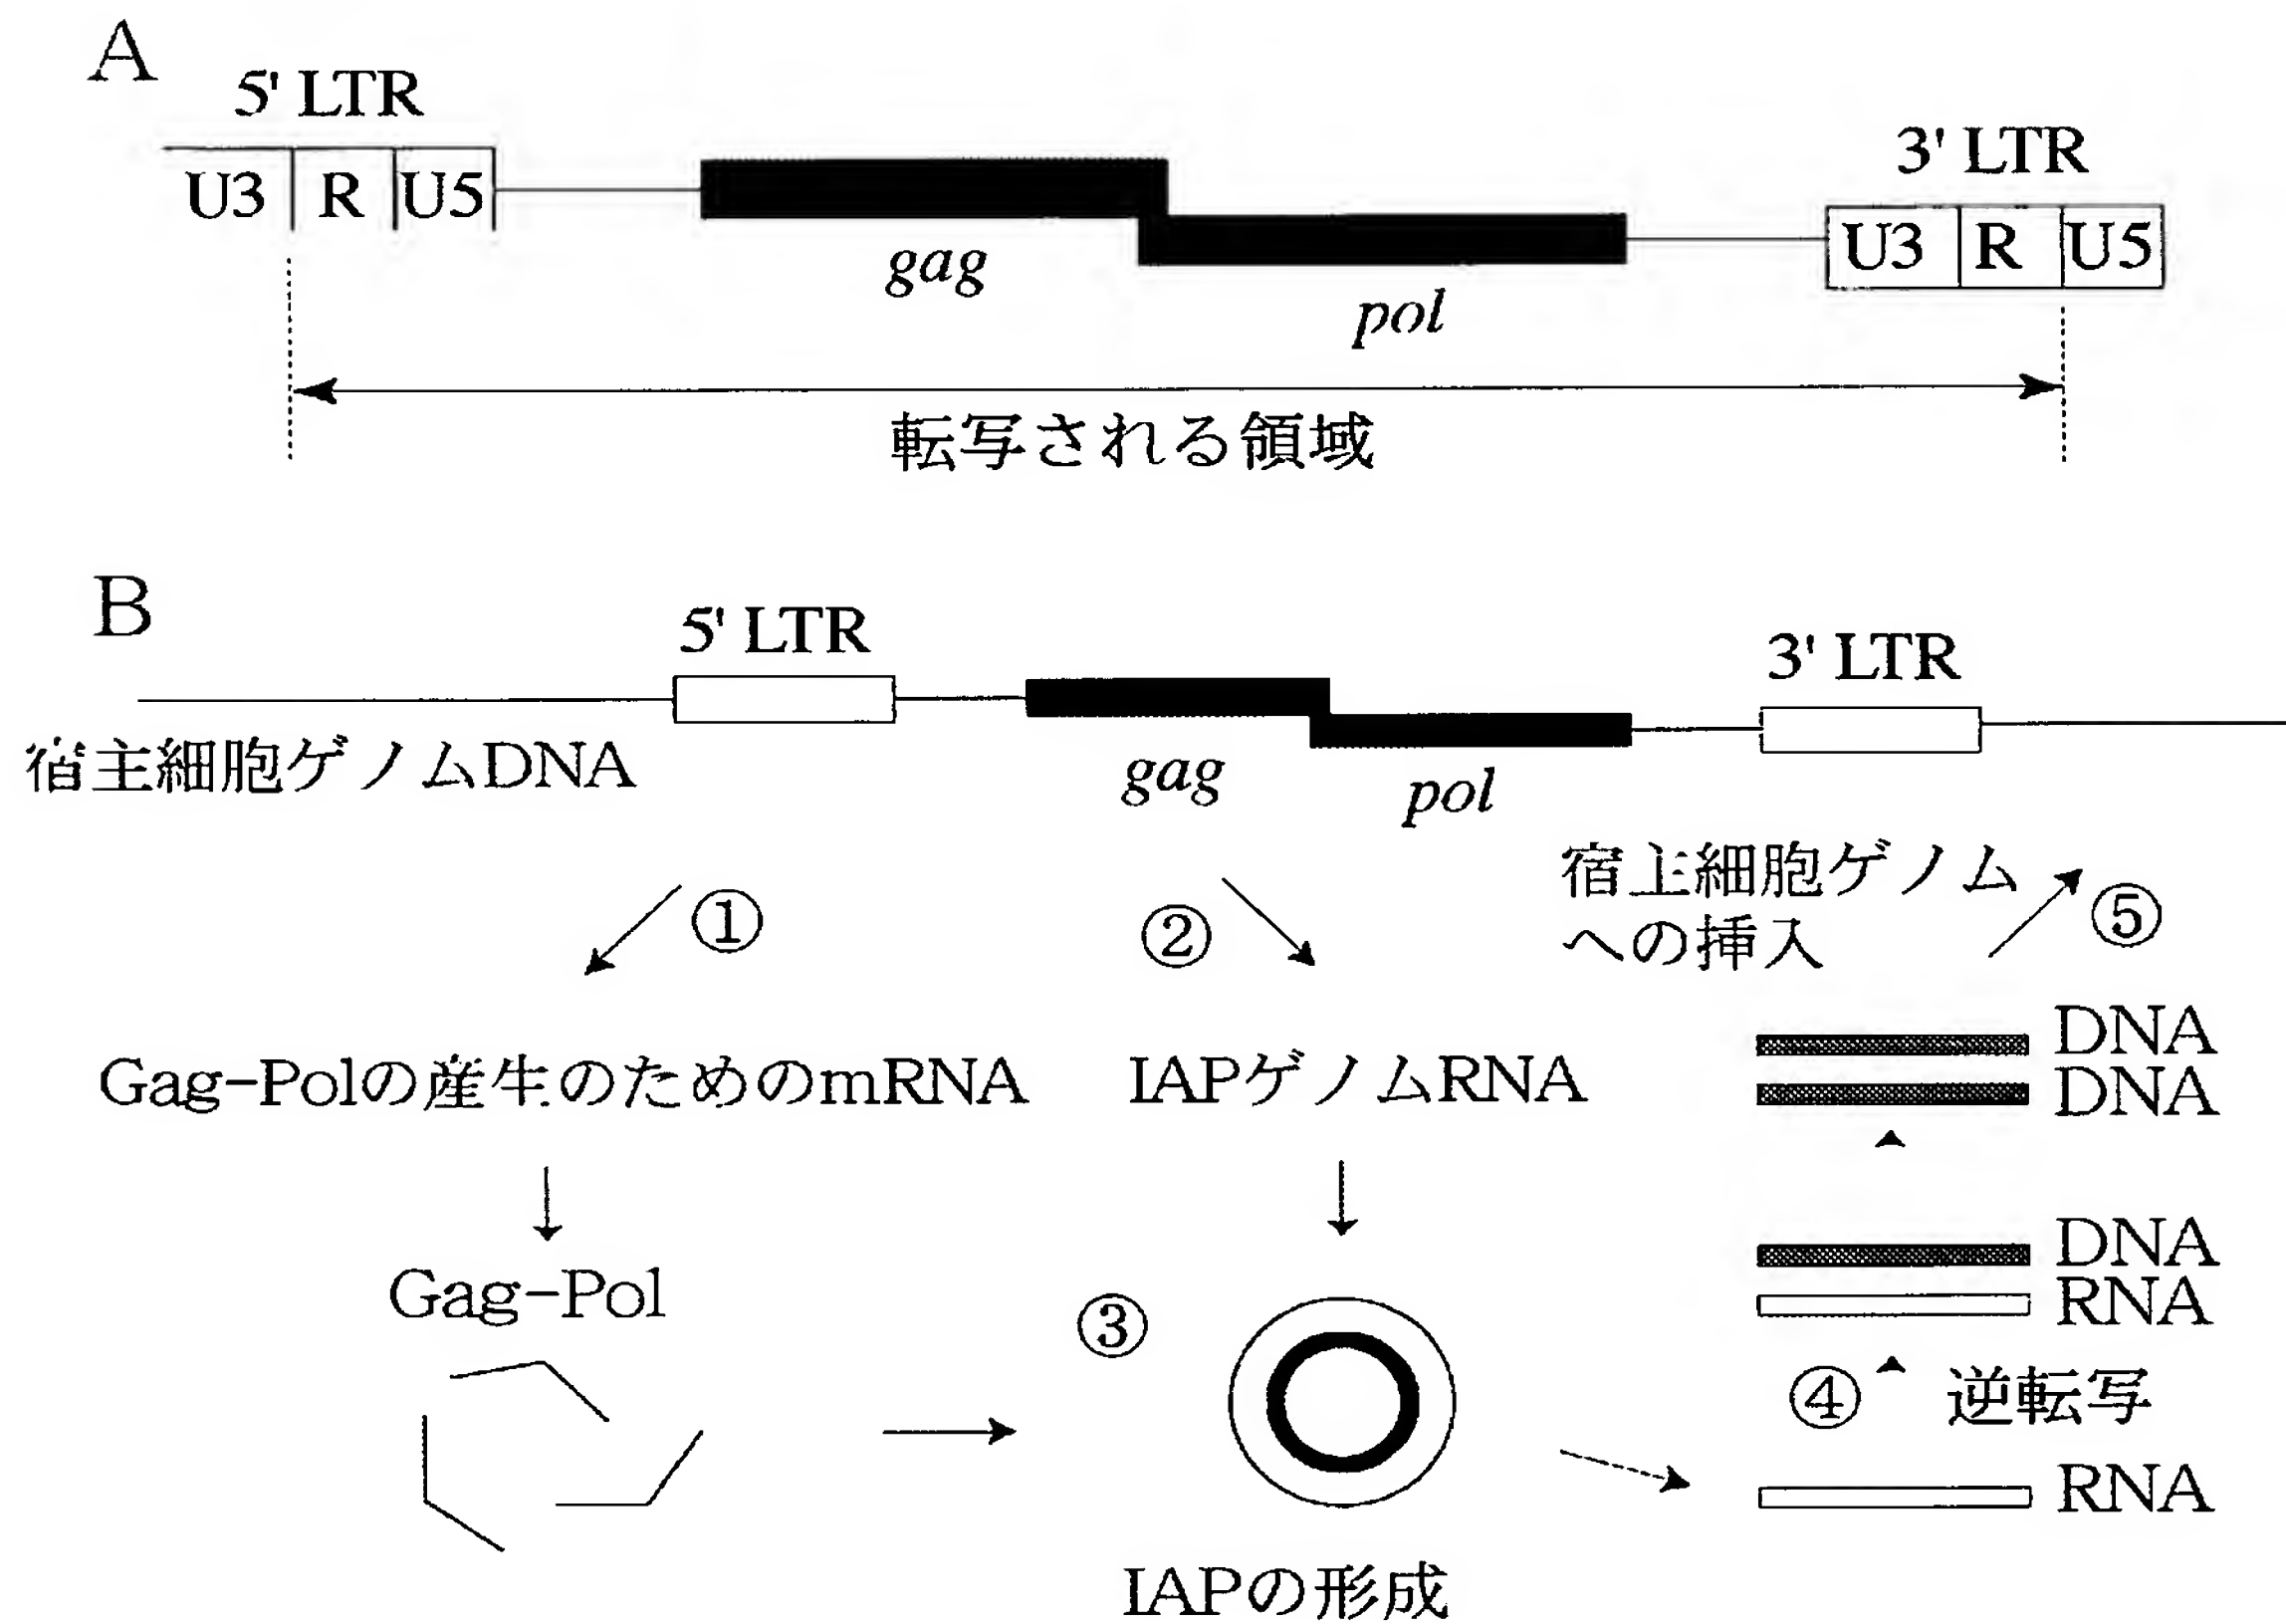 A
5' LTR
U3 R U5
3' LTR
U3 R U5
gag
pol
転写される領域
B
5' LTR
3' LTR
宿主細胞ゲノムDNA
gag
pol
宿主細胞ゲノム
への挿入
①
②
⑤
Gag-Polの産生のためのmRNA
IAPゲノムRNA
DNA
DNA
Gag-Pol
③
DNA
RNA
④ 逆転写
RNA
IAPの形成